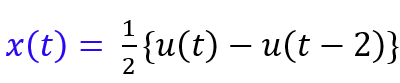 x(t) = 1/2 {u(t) − u(t − 2)}